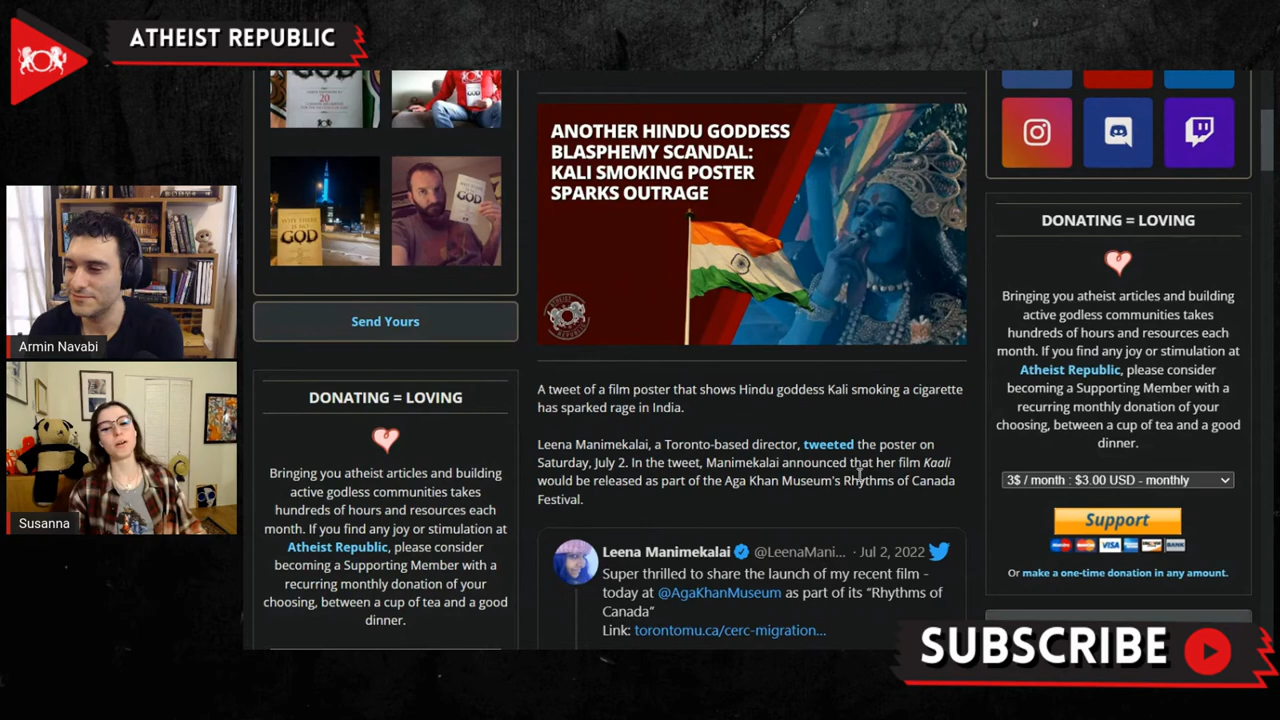 ATHEIST REPUBLIC
GOD
20
GOD
GOD
Send Yours
DONATING = LOVING
Bringing you atheist articles and building
active godless communities takes
hundreds of hours and resources each
month. If you find any joy or stimulation at
Atheist Republic, please consider
becoming a Supporting Member with a
recurring monthly donation of your
choosing, between a cup of tea and a good
dinner.
ANOTHER HINDU GODDESS
BLASPHEMY SCANDAL:
KALI SMOKING POSTER
SPARKS OUTRAGE
A tweet of a film poster that shows Hindu goddess Kali smoking a cigarette
has sparked rage in India.
Leena Manimekalai, a Toronto-based director, tweeted the poster on
Saturday, July 2. In the tweet, Manimekalai announced that her film Kaali
would be released as part of the Aga Khan Museum's Rhythms of Canada
Festival.
Leena Manimekalai @LeenaMani... · Jul 2, 2022
Super thrilled to share the launch of my recent film -
today at @AgaKhanMuseum as part of its “Rhythms of
Canada”
Link: torontomu.ca/cerc-migration...
DONATING = LOVING
Bringing you atheist articles and building
active godless communities takes
hundreds of hours and resources each
month. If you find any joy or stimulation at
Atheist Republic, please consider
becoming a Supporting Member with a
recurring monthly donation of your
choosing, between a cup of tea and a good
dinner.
3$ / month : $3.00 USD - monthly
Support
VISA
BANK
Or make a one-time donation in any amount.
Armin Navabi
Susanna
SUBSCRIBE